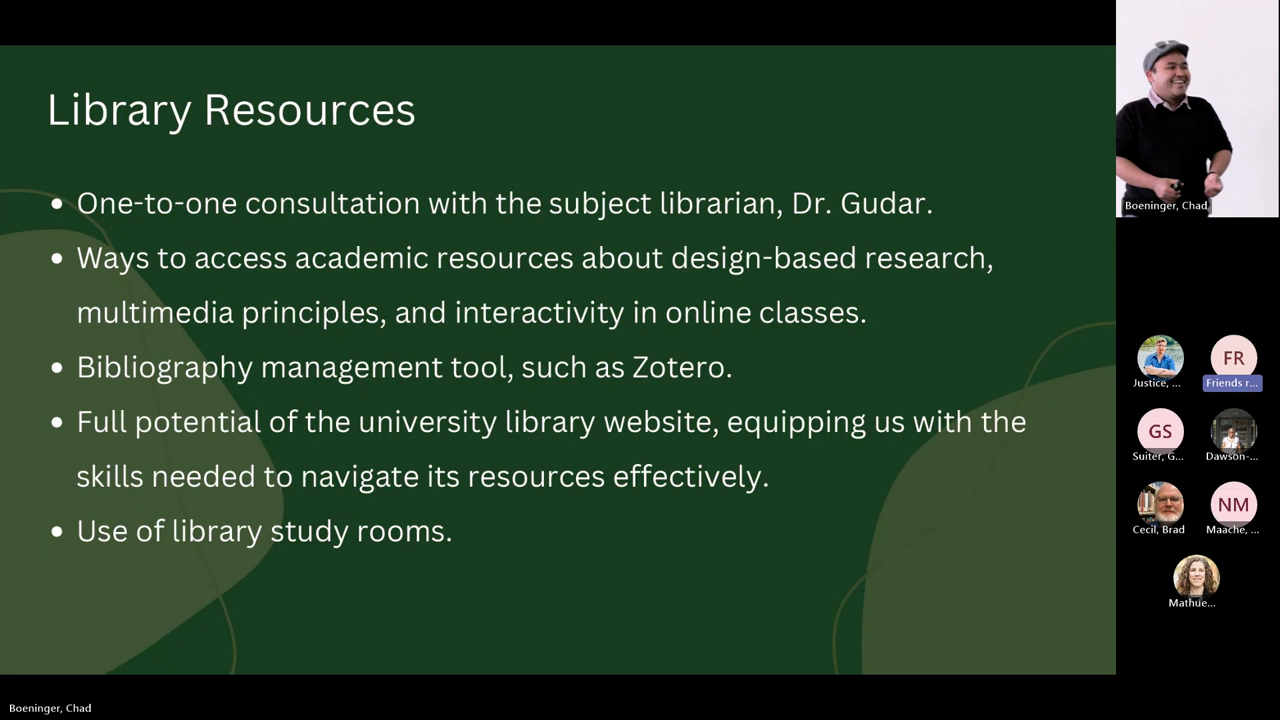 Library Resources
One-to-one consultation with the subject librarian, Dr. Gudar.
Ways to access academic resources about design-based research,
multimedia principles, and interactivity in online classes.
Bibliography management tool, such as Zotero.
Full potential of the university library website, equipping us with the
skills needed to navigate its resources effectively.
Use of library study rooms.
Boeninger, Chad
Justice, ...
FR
Friends r...
GS
Suiter, G...
Dawson-...
Cecil, Brad
NM
Maache, ...
Mathue...
Boeninger, Chad